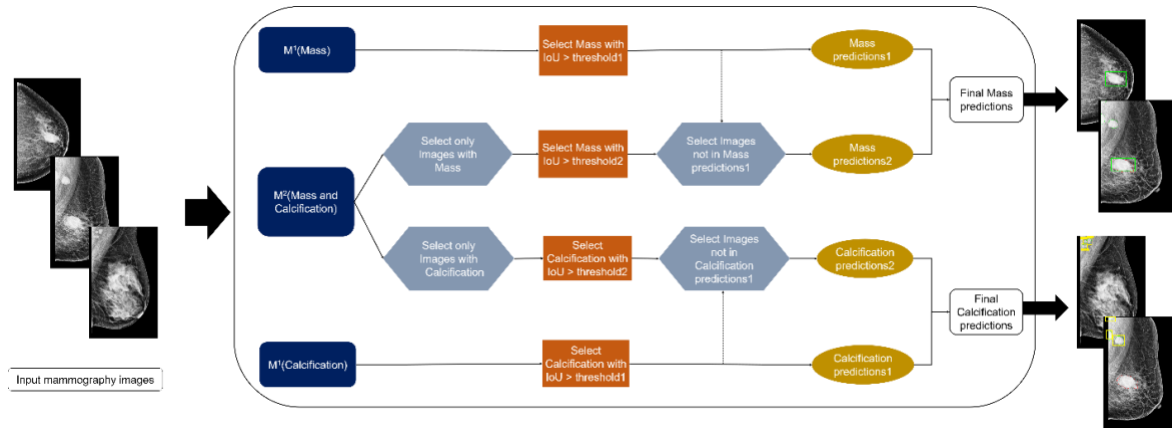 M¹(Mass)
Select Mass with
IoU > threshold1
Mass
predictions1
Final Mass
predictions
Select only
Images with
Mass
Select Mass with
IoU > threshold2
Select Images
not in Mass
predictions1
Mass
predictions2
M²(Mass and
Calcification)
Select only
Images with
Calcification
Select
Calcification with
IoU > threshold2
Select Images
not in
Calcification
predictions1
Calcification
predictions2
Final
Calcification
predictions
M¹(Calcification)
Select
Calcification with
IoU > threshold1
Calcification
predictions1
Input mammography images